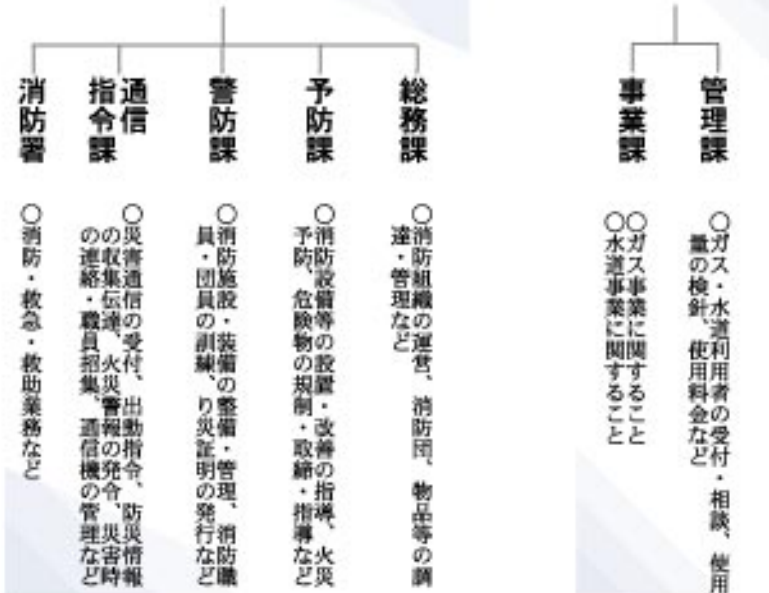 管理課
○ガス・水道利用者の受付・相談、使用
量の検針、使用料金など
事業課
○ガス事業に関すること
○水道事業に関すること
総務課
○消防組織の運営、消防団、物品等の調
達・管理など
予防課
○消防設備等の設置・改善の指導、火災
予防、危険物の規制・取締・指導など
警防課
○消防施設・装備の整備・管理、消防職
員・団員の訓練、り災証明の発行など
通信
指令課
○災害通信の受付、出動指令、防災情報
の収集伝達、火災警報の発令、災害時
の連絡・職員招集、通信機の管理など
消防署
○消防・救急・救助業務など